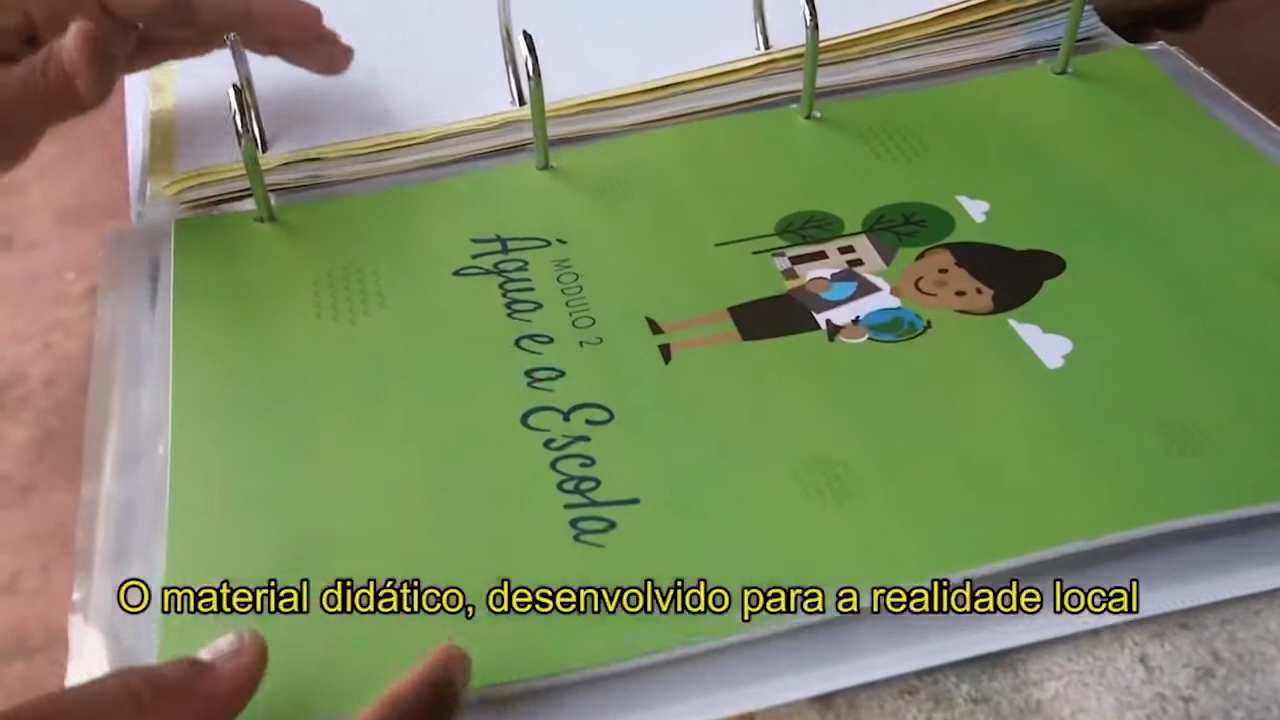 MÓDULO 2
Água e a Escola
O material didático, desenvolvido para a realidade local